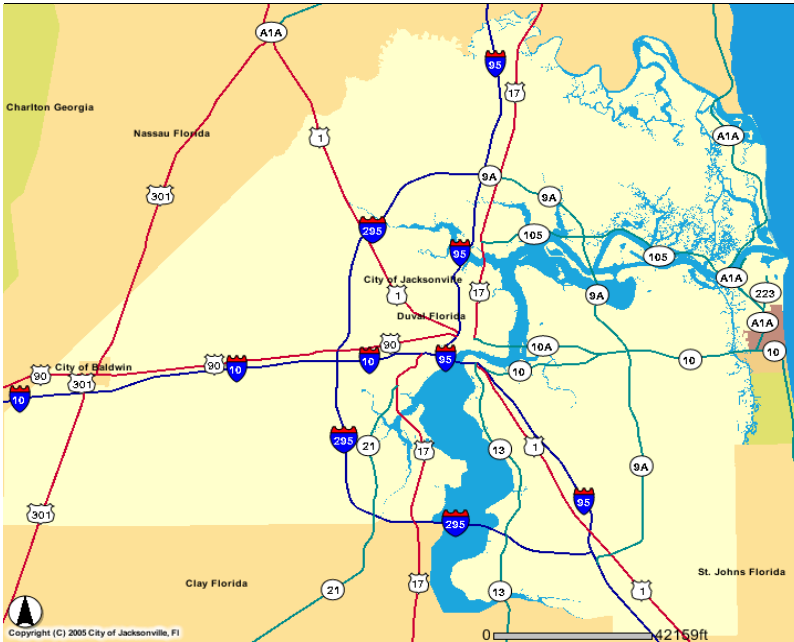 A1A
95
17
Charlton Georgia
Nassau Florida
1
A1A
9A
9A
301
295
105
95
105
A1A
City of Jacksonville
223
17
1
9A
Duval Florida
A1A
90
10A
10
95
10
90
10
10
City of Baldwin
10
90
301
10
295
21
17
13
1
9A
95
301
295
St. Johns Florida
Clay Florida
17
21
13
1
Copyright (C) 2005 City of Jacksonville, Fl
0 42159ft